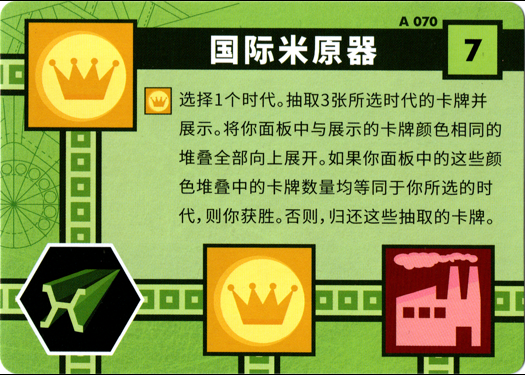 A 070
国际米原器
7
选择1个时代。抽取3张所选时代的卡牌并
展示。将你面板中与展示的卡牌颜色相同的
堆叠全部向上展开。如果你面板中的这些颜
色堆叠中的卡牌数量均等同于你所选的时
代，则你获胜。否则，归还这些抽取的卡牌。